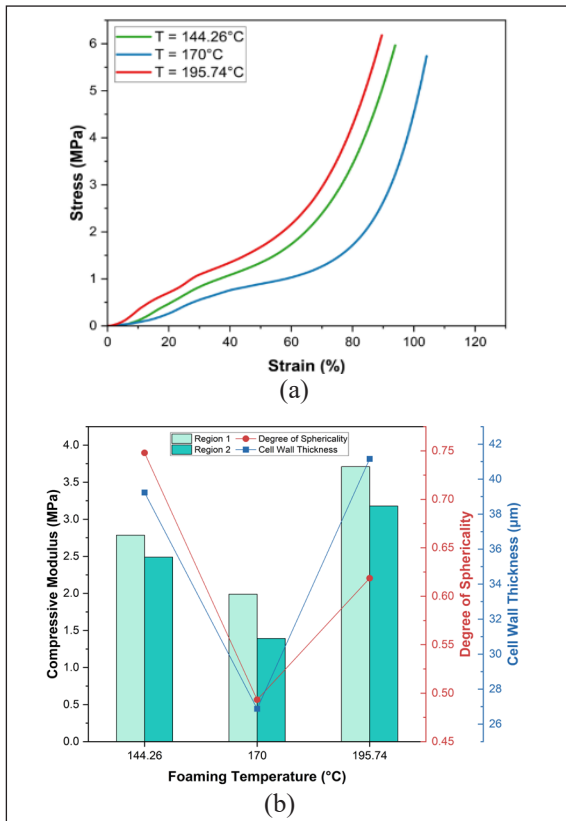 T = 144.26°C
T = 170°C
T = 195.74°C
Stress (MPa)
6
5
4
3
2
1
0
0 20 40 60 80 100 120
Strain (%)
(a)
Region 1 Degree of Sphericality
Region 2 Cell Wall Thickness
Compressive Modulus (MPa)
4.0
3.5
3.0
2.5
2.0
1.5
1.0
0.5
0.0
0.75
0.70
0.65
0.60
0.55
0.50
0.45
Degree of Sphericality
42
40
38
36
34
32
30
28
26
Cell Wall Thickness (μm)
144.26 170 195.74
Foaming Temperature (°C)
(b)